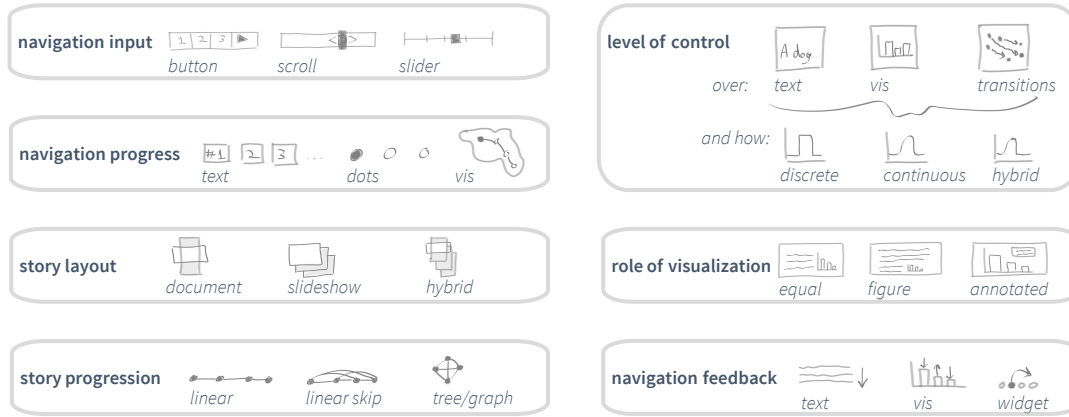 navigation input
1 2 3
button
scroll
slider
navigation progress
#1 2 3 ...
text
dots
vis
story layout
document
slideshow
hybrid
story progression
linear
linear skip
tree/graph
level of control
A dog...
over:
text
vis
transitions
and how:
discrete
continuous
hybrid
role of visualization
equal
figure
annotated
navigation feedback
text
vis
widget